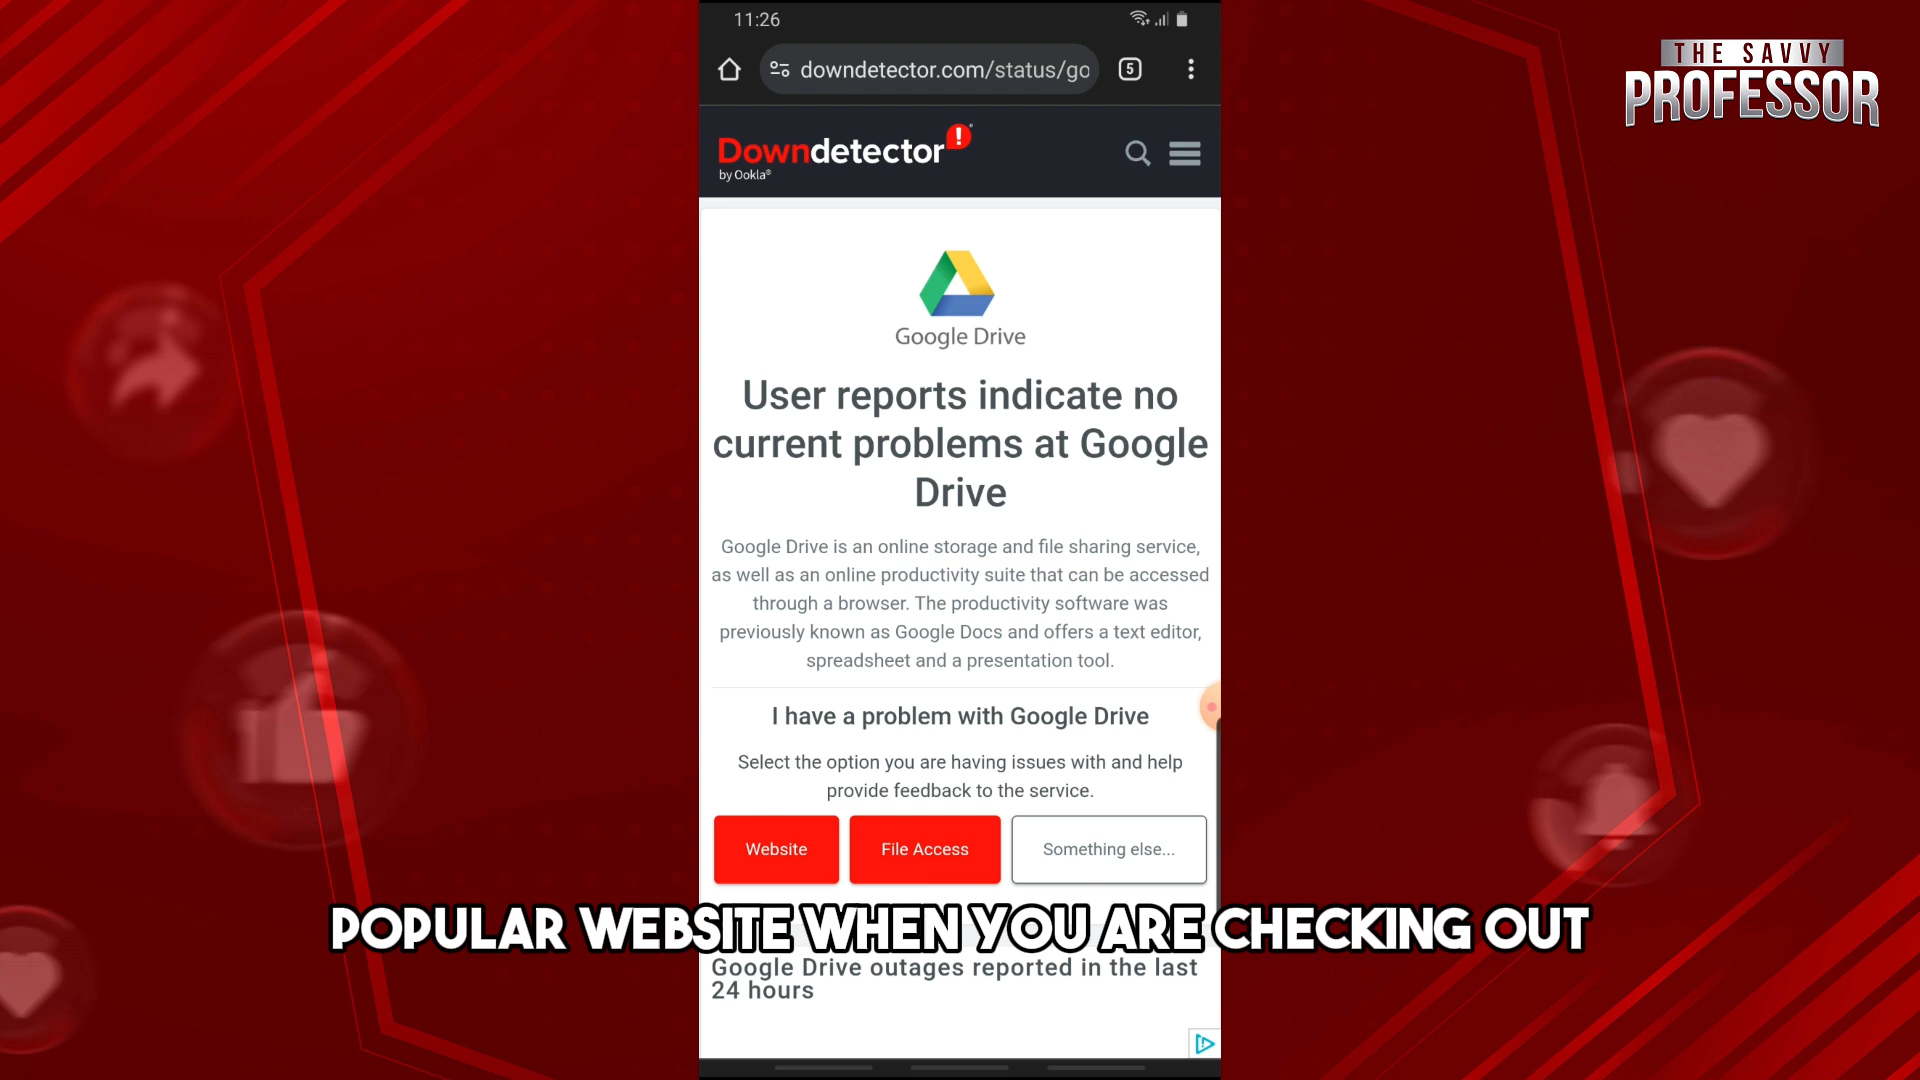 11:26
downdetector.com/status/go
5
THE SAVVY
PROFESSOR
Downdetector!
by Ookla®
Google Drive
User reports indicate no
current problems at Google
Drive
Google Drive is an online storage and file sharing service,
as well as an online productivity suite that can be accessed
through a browser. The productivity software was
previously known as Google Docs and offers a text editor,
spreadsheet and a presentation tool.
I have a problem with Google Drive
Select the option you are having issues with and help
provide feedback to the service.
Website
File Access
Something else...
POPULAR WEBSITE WHEN YOU ARE CHECKING OUT
Google Drive outages reported in the last
24 hours